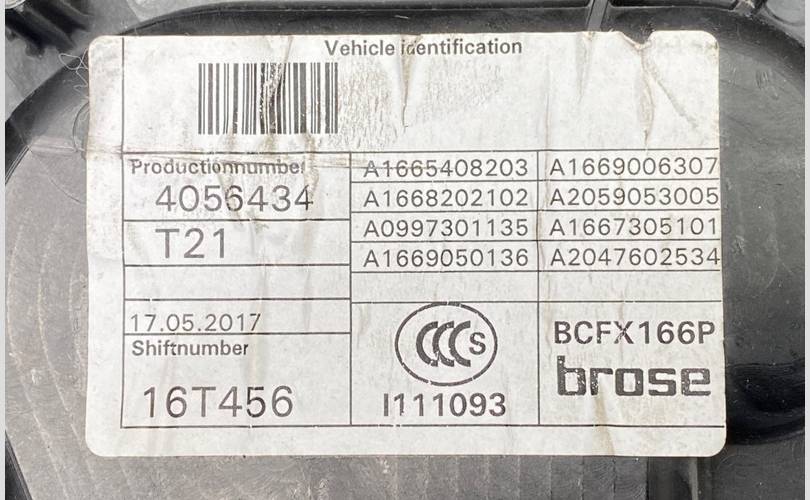 Vehicle identification
Productionnumber
4056434
T21
17.05.2017
Shiftnumber
16T456
A1665408203 A1669006307
A1668202102 A2059053005
A0997301135 A1667305101
A1669050136 A2047602534
CCC S
I111093
BCFX166P
brose